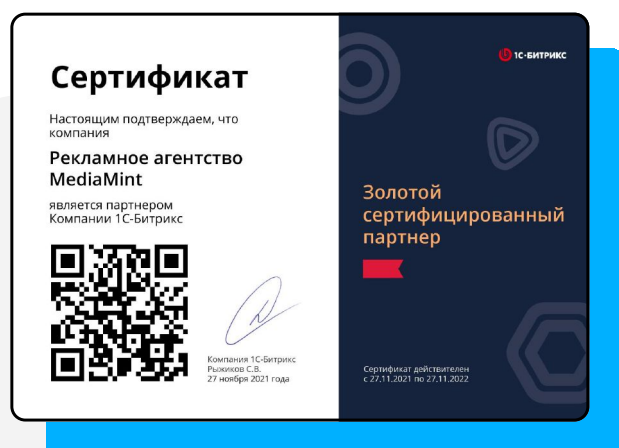 Сертификат
Настоящим подтверждаем, что
компания
Рекламное агентство
MediaMint
является партнером
Компании 1С-Битрикс
Компания 1С-Битрикс
Рыжиков С.В.
27 ноября 2021 года
1С-БИТРИКС
Золотой
сертифицированный
партнер
Сертификат действителен
с 27.11.2021 по 27.11.2022